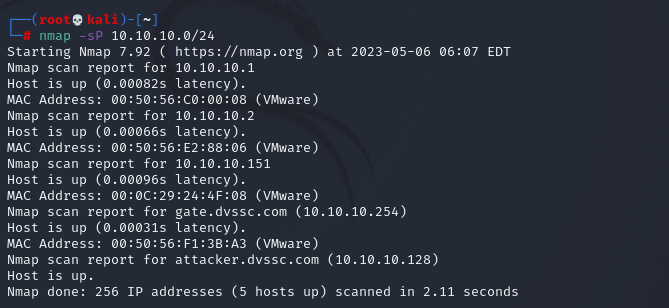 ┌──(root💀kali)-[~]
└─# nmap -sP 10.10.10.0/24
Starting Nmap 7.92 ( https://nmap.org ) at 2023-05-06 06:07 EDT
Nmap scan report for 10.10.10.1
Host is up (0.00082s latency).
MAC Address: 00:50:56:C0:00:08 (VMware)
Nmap scan report for 10.10.10.2
Host is up (0.00066s latency).
MAC Address: 00:50:56:E2:88:06 (VMware)
Nmap scan report for 10.10.10.151
Host is up (0.00096s latency).
MAC Address: 00:0C:29:24:4F:08 (VMware)
Nmap scan report for gate.dvssc.com (10.10.10.254)
Host is up (0.00031s latency).
MAC Address: 00:50:56:F1:3B:A3 (VMware)
Nmap scan report for attacker.dvssc.com (10.10.10.128)
Host is up.
Nmap done: 256 IP addresses (5 hosts up) scanned in 2.11 seconds